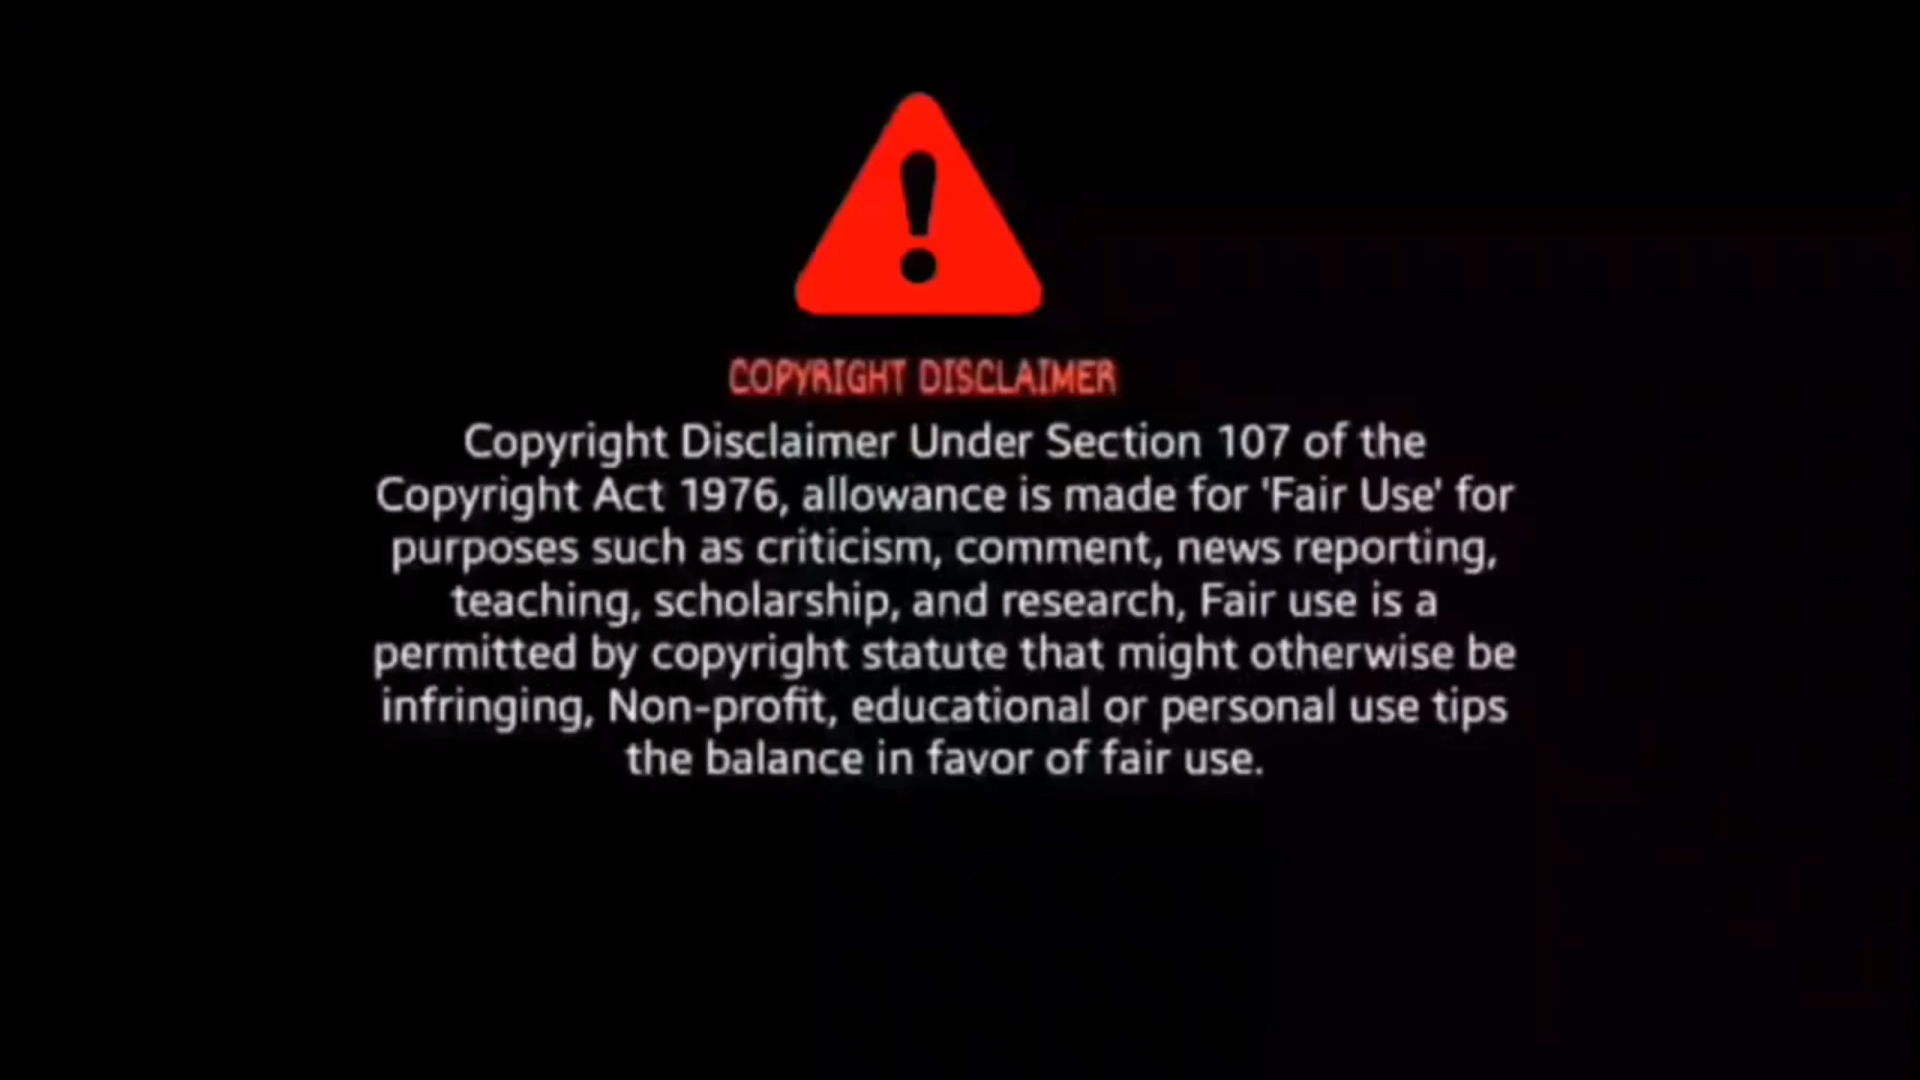 COPYRIGHT DISCLAIMER
Copyright Disclaimer Under Section 107 of the
Copyright Act 1976, allowance is made for 'Fair Use' for
purposes such as criticism, comment, news reporting,
teaching, scholarship, and research, Fair use is a
permitted by copyright statute that might otherwise be
infringing, Non-profit, educational or personal use tips
the balance in favor of fair use.